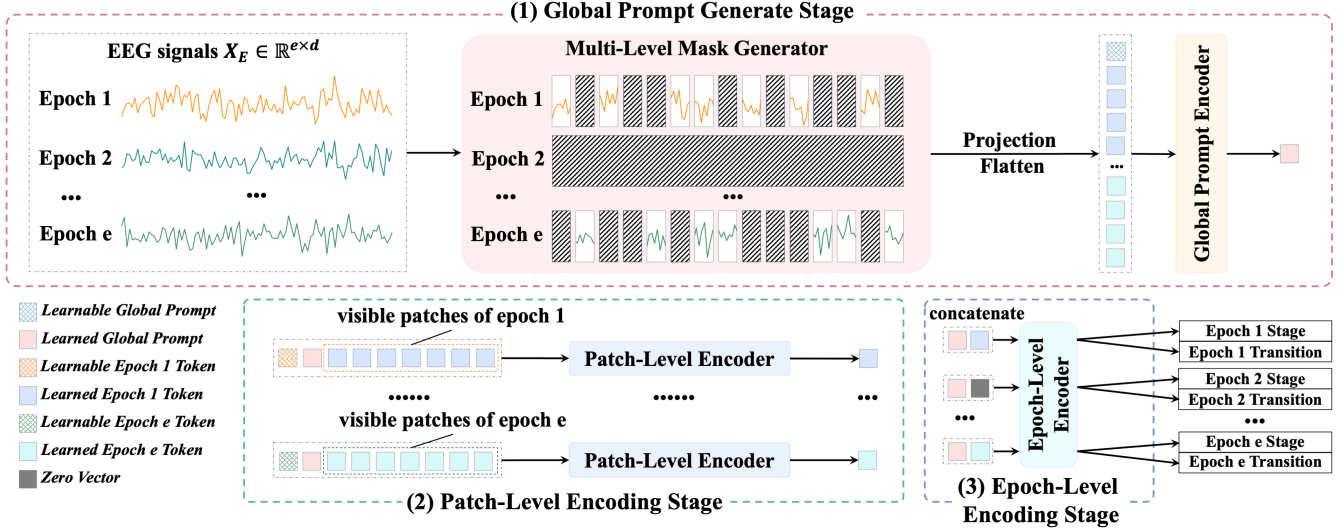 (1) Global Prompt Generate Stage
EEG signals X_E ∈ ℝ^{e×d}
Epoch 1
Epoch 2
...
...
Epoch e
Multi-Level Mask Generator
Epoch 1
Epoch 2
...
...
Epoch e
Projection
Flatten
...
Global Prompt Encoder
Learnable Global Prompt
Learned Global Prompt
Learnable Epoch 1 Token
Learned Epoch 1 Token
Learnable Epoch e Token
Learned Epoch e Token
Zero Vector
visible patches of epoch 1
Patch-Level Encoder
......
......
...
visible patches of epoch e
Patch-Level Encoder
(2) Patch-Level Encoding Stage
concatenate
...
Epoch-Level
Encoder
Epoch 1 Stage
Epoch 1 Transition
Epoch 2 Stage
Epoch 2 Transition
...
Epoch e Stage
Epoch e Transition
(3) Epoch-Level
Encoding Stage